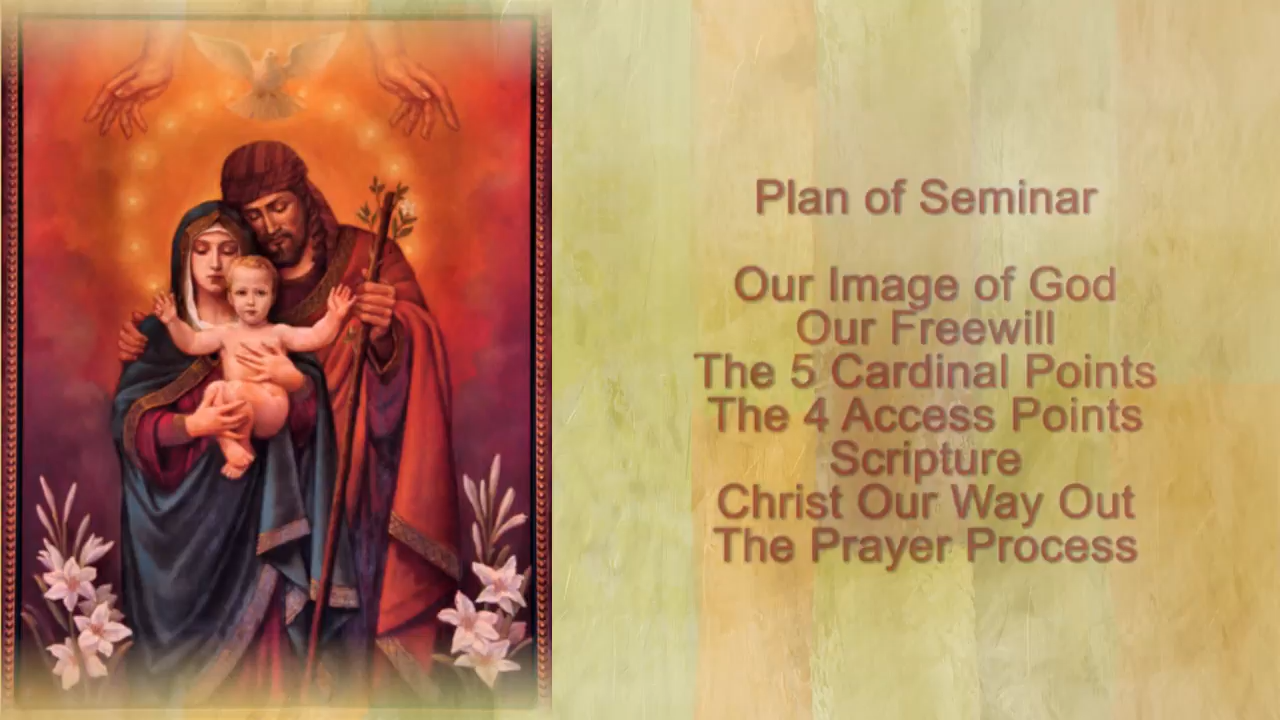 Plan of Seminar
Our Image of God
Our Freewill
The 5 Cardinal Points
The 4 Access Points
Scripture
Christ Our Way Out
The Prayer Process